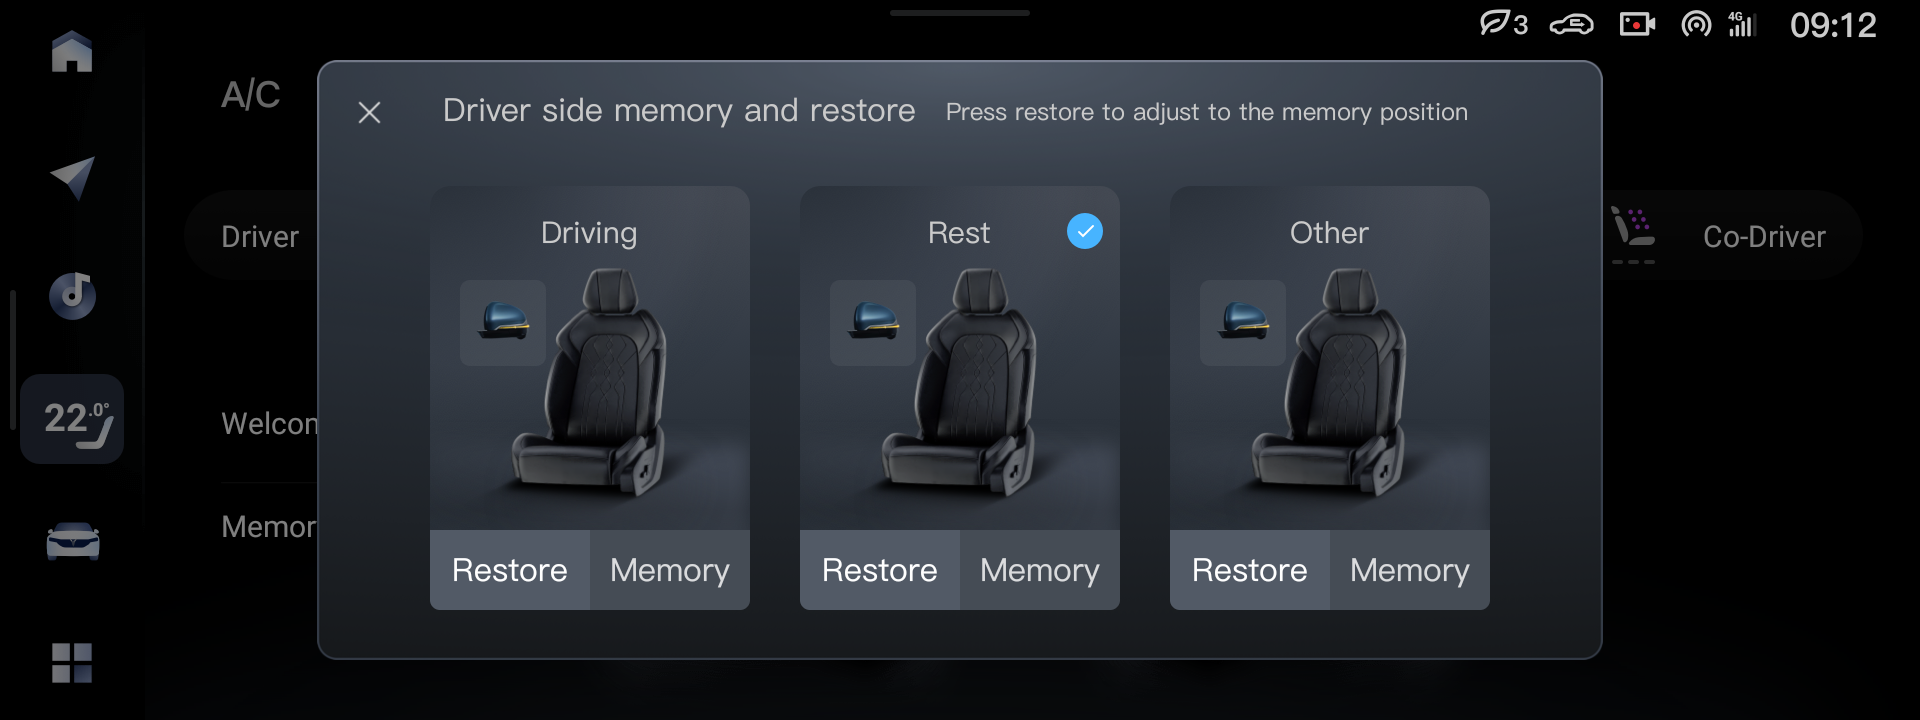 3
4G
09:12
A/C
Driver side memory and restore
Press restore to adjust to the memory position
Driver
Co-Driver
Driving
Rest
Other
22.0°
Welcon
Memor
Restore
Memory
Restore
Memory
Restore
Memory